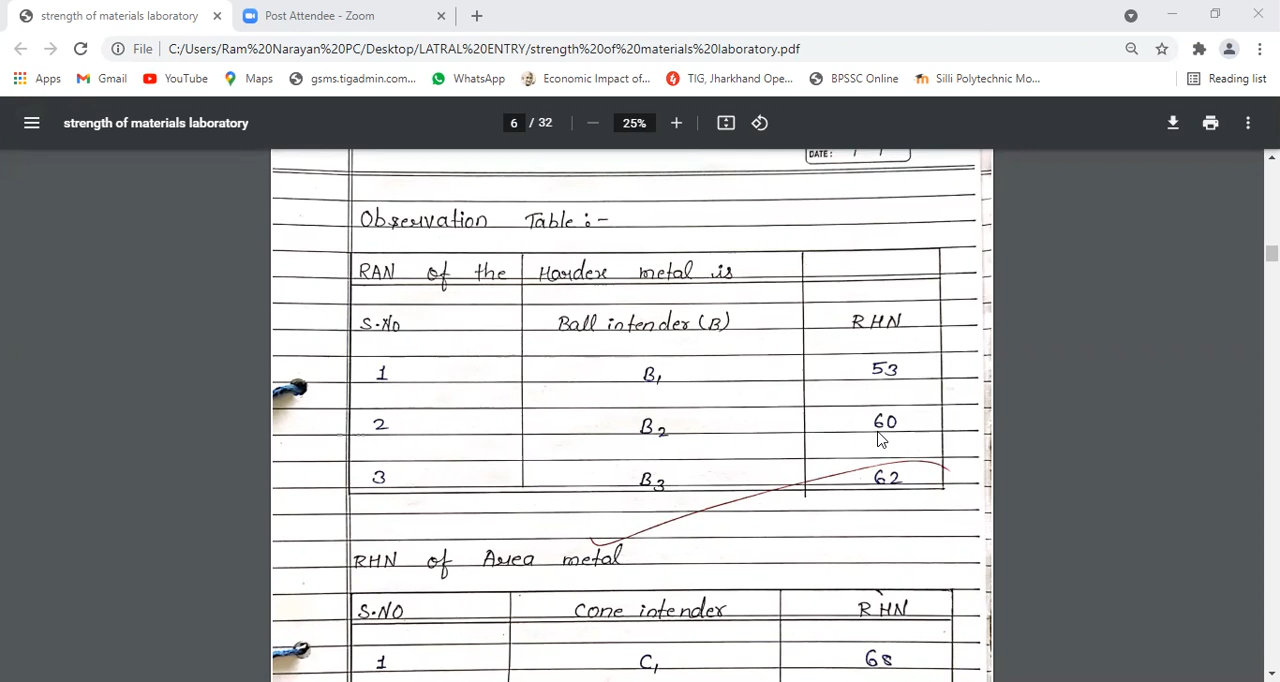 strength of materials laboratory
Post Attendee - Zoom
File
C:/Users/Ram%20Narayan%20PC/Desktop/LATRAL%20ENTRY/strength%20of%20materials%20laboratory.pdf
Apps Gmail YouTube Maps gsms.tigadmin.com... WhatsApp Economic Impact of... TIG, Jharkhand Ope... BPSSC Online Silli Polytechnic Mo... Reading list
strength of materials laboratory 6 / 32 25%
DATE: / /
Observation Table :-
RAN of the Harder metal is
S.No Ball intender (B) RHN
1 B1 53
2 B2 60
3 B3 62
RHN of Area metal
S.NO Cone intender RHN
1 C1 68